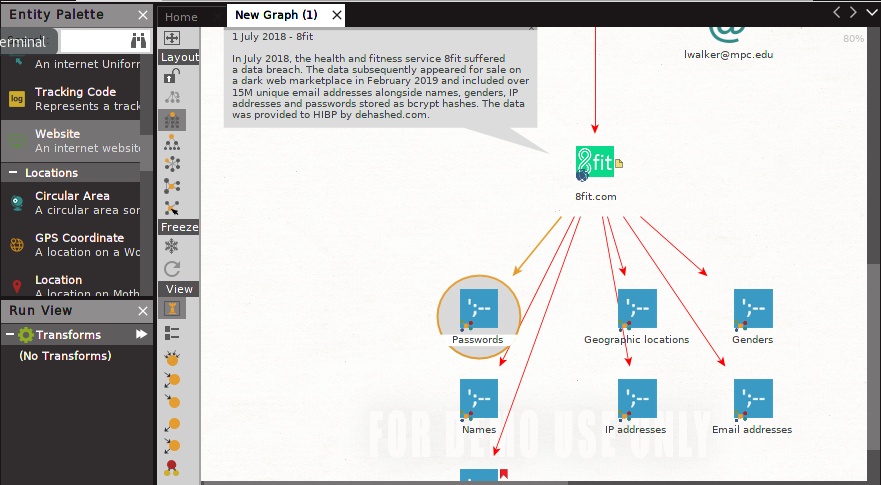 Entity Palette
erminal
An internet Unifor
Tracking Code
log
Represents a track
Website
An internet website
Locations
Circular Area
A circular area sor
GPS Coordinate
A location on a Wo
Location
A location on Moth
Run View
Transforms
(No Transforms)
Home
New Graph (1)
Layout
Freeze
View
80%
1 July 2018 - 8fit
In July 2018, the health and fitness service 8fit suffered
a data breach. The data subsequently appeared for sale on
a dark web marketplace in February 2019 and included over
15M unique email addresses alongside names, genders, IP
addresses and passwords stored as bcrypt hashes. The data
was provided to HIBP by dehashed.com.
@
lwalker@mpc.edu
8fit
8fit.com
';--
';--
';--
Passwords
Geographic locations
Genders
';--
';--
';--
Names
IP addresses
Email addresses
FOR DEMO USE ONLY